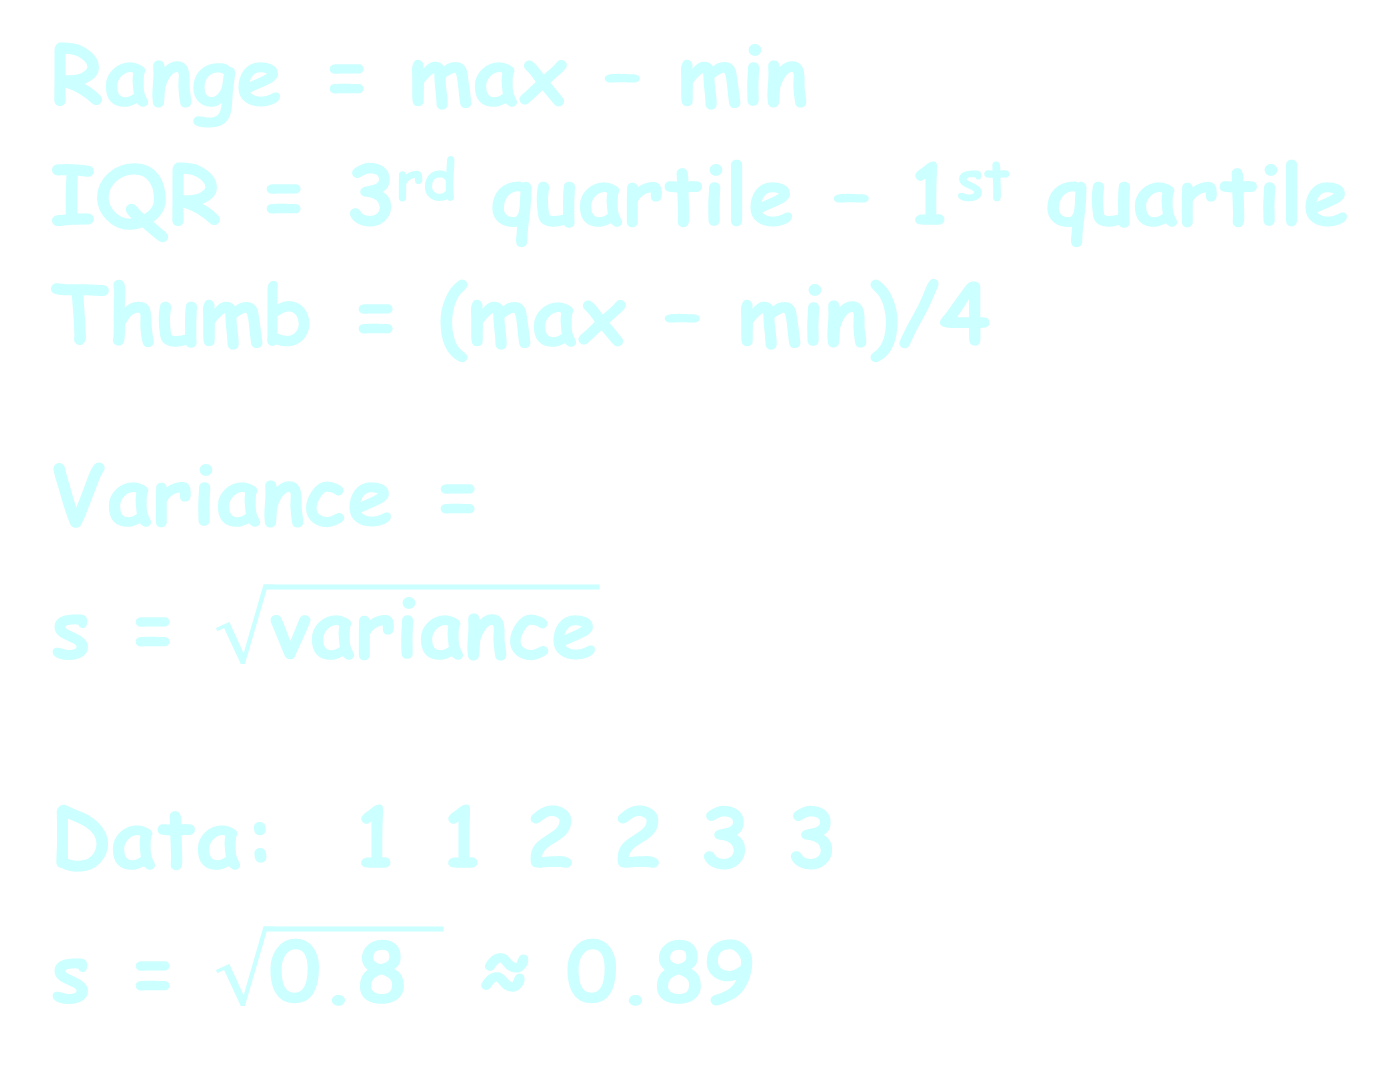 Range = max – min
IQR = 3rd quartile – 1st quartile
Thumb = (max – min)/4
Variance =
s = √variance
Data: 1 1 2 2 3 3
s = √0.8 ≈ 0.89